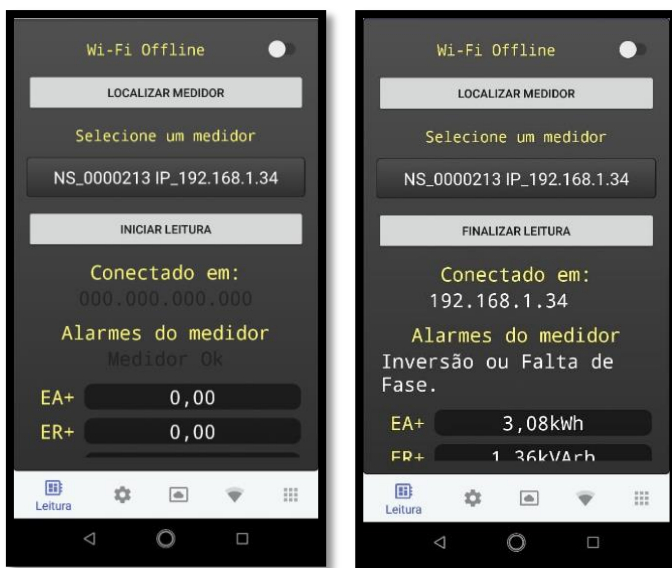 Wi-Fi Offline
LOCALIZAR MEDIDOR
Selecione um medidor
NS_0000213 IP_192.168.1.34
INICIAR LEITURA
Conectado em:
000.000.000.000
Alarmes do medidor
Medidor Ok
EA+ 0,00
ER+ 0,00
Leitura
Wi-Fi Offline
LOCALIZAR MEDIDOR
Selecione um medidor
NS_0000213 IP_192.168.1.34
FINALIZAR LEITURA
Conectado em:
192.168.1.34
Alarmes do medidor
Inversão ou Falta de
Fase.
EA+ 3,08kWh
ER+ 1,36kVArh
Leitura